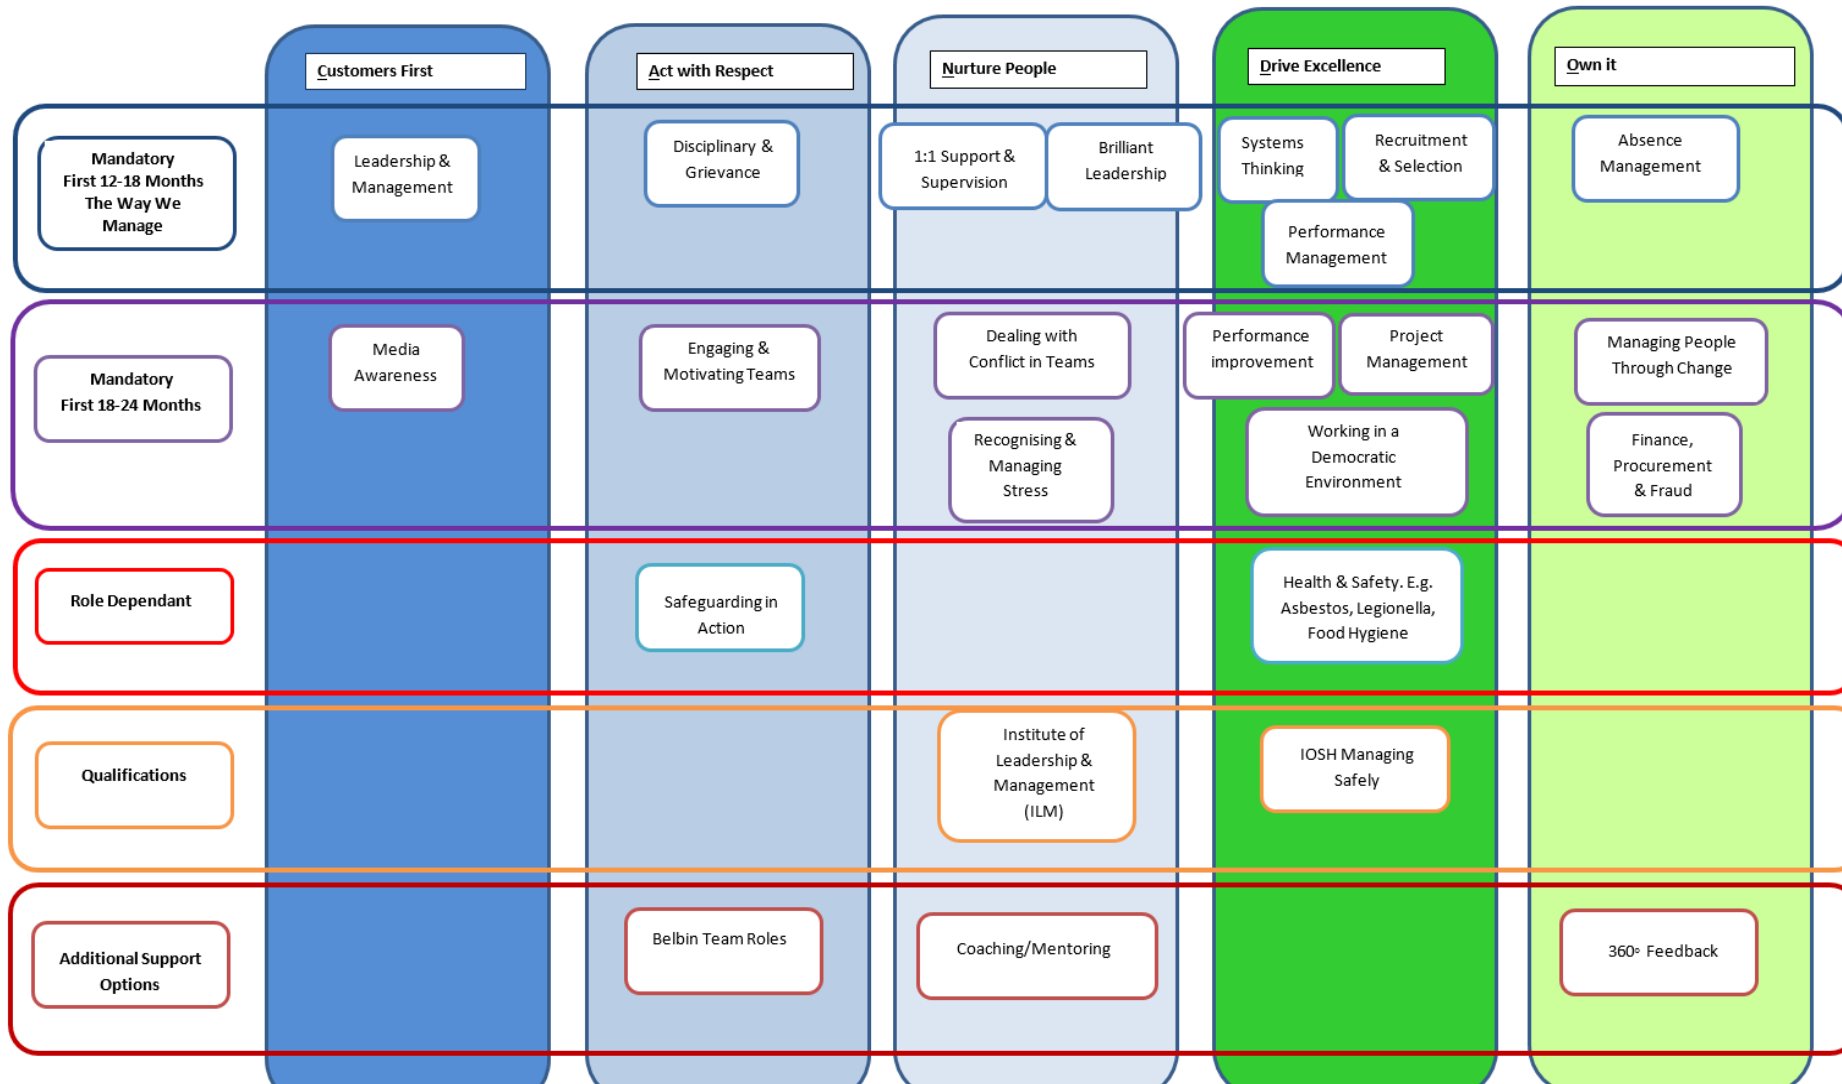 Customers First
Act with Respect
Nurture People
Drive Excellence
Own it
Mandatory
First 12-18 Months
The Way We
Manage
Leadership &
Management
Disciplinary &
Grievance
1:1 Support &
Supervision
Brilliant
Leadership
Systems
Thinking
Recruitment
& Selection
Performance
Management
Absence
Management
Mandatory
First 18-24 Months
Media
Awareness
Engaging &
Motivating Teams
Dealing with
Conflict in Teams
Recognising &
Managing
Stress
Performance
improvement
Project
Management
Working in a
Democratic
Environment
Managing People
Through Change
Finance,
Procurement
& Fraud
Role Dependant
Safeguarding in
Action
Health & Safety. E.g.
Asbestos, Legionella,
Food Hygiene
Qualifications
Institute of
Leadership &
Management
(ILM)
IOSH Managing
Safely
Additional Support
Options
Belbin Team Roles
Coaching/Mentoring
360° Feedback